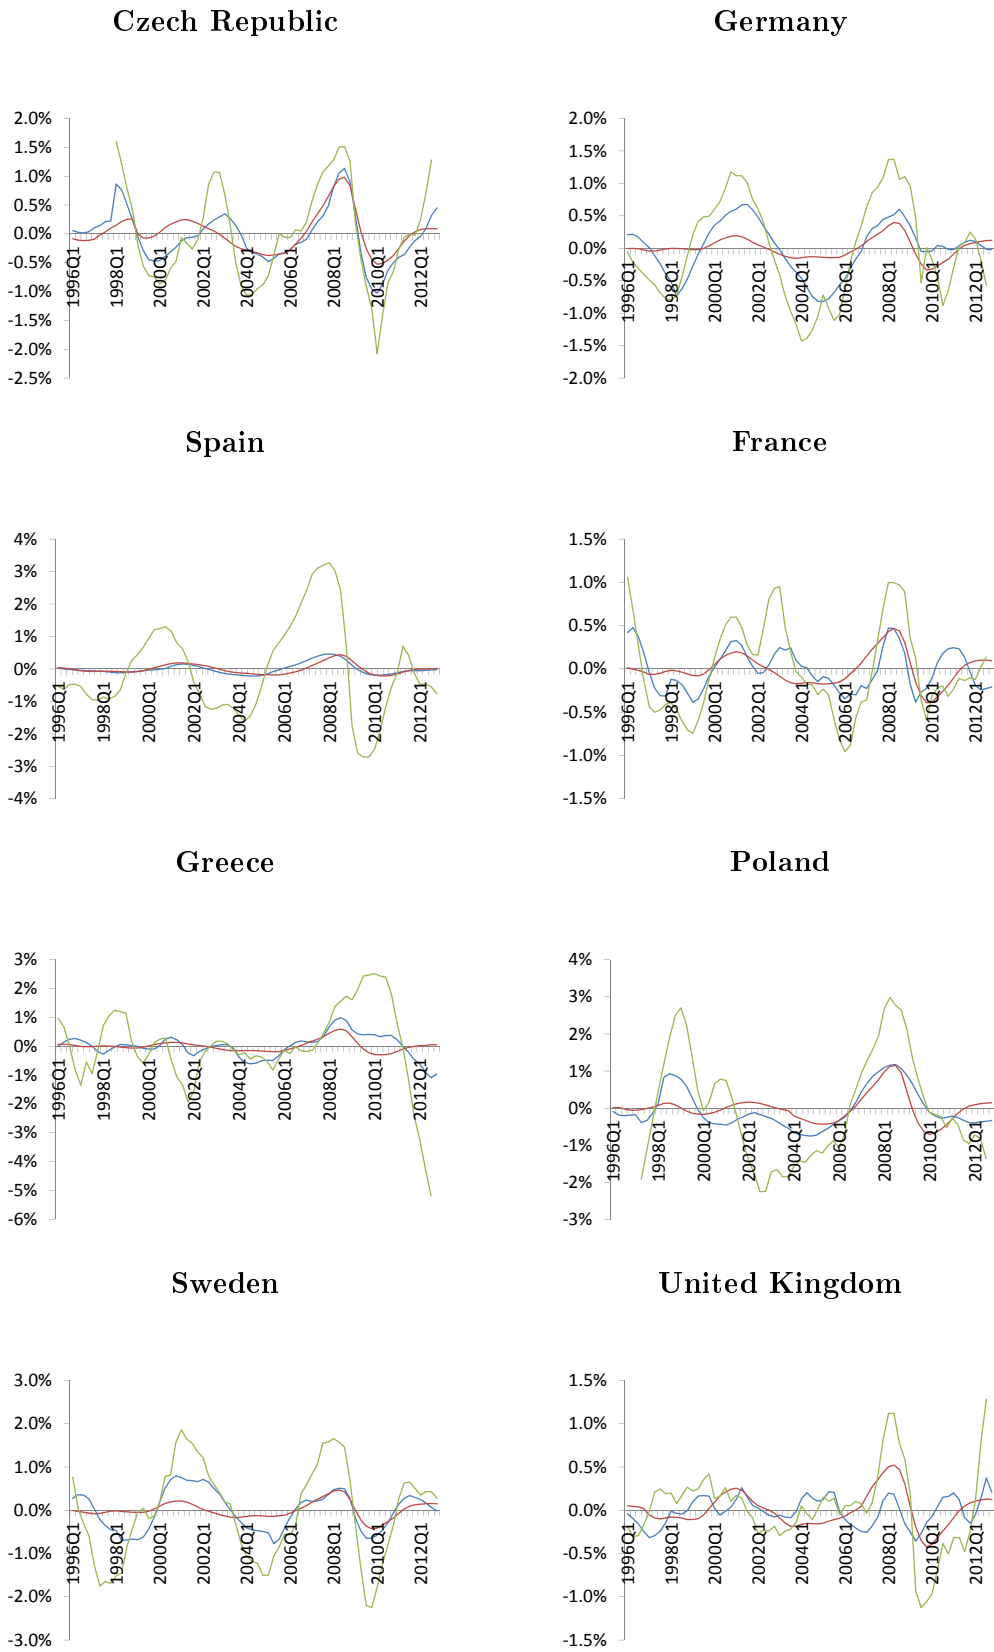 Czech Republic
2.0%
1.5%
1.0%
0.5%
0.0%
-0.5%
-1.0%
-1.5%
-2.0%
-2.5%
1996Q1
1998Q1
2000Q1
2002Q1
2004Q1
2006Q1
2008Q1
2010Q1
2012Q1
Germany
2.0%
1.5%
1.0%
0.5%
0.0%
-0.5%
-1.0%
-1.5%
-2.0%
1996Q1
1998Q1
2000Q1
2002Q1
2004Q1
2006Q1
2008Q1
2010Q1
2012Q1
Spain
4%
3%
2%
1%
0%
-1%
-2%
-3%
-4%
1996Q1
1998Q1
2000Q1
2002Q1
2004Q1
2006Q1
2008Q1
2010Q1
2012Q1
France
1.5%
1.0%
0.5%
0.0%
-0.5%
-1.0%
-1.5%
1996Q1
1998Q1
2000Q1
2002Q1
2004Q1
2006Q1
2008Q1
2010Q1
2012Q1
Greece
3%
2%
1%
0%
-1%
-2%
-3%
-4%
-5%
-6%
1996Q1
1998Q1
2000Q1
2002Q1
2004Q1
2006Q1
2008Q1
2010Q1
2012Q1
Poland
4%
3%
2%
1%
0%
-1%
-2%
-3%
1996Q1
1998Q1
2000Q1
2002Q1
2004Q1
2006Q1
2008Q1
2010Q1
2012Q1
Sweden
3.0%
2.0%
1.0%
0.0%
-1.0%
-2.0%
-3.0%
1996Q1
1998Q1
2000Q1
2002Q1
2004Q1
2006Q1
2008Q1
2010Q1
2012Q1
United Kingdom
1.5%
1.0%
0.5%
0.0%
-0.5%
-1.0%
-1.5%
1996Q1
1998Q1
2000Q1
2002Q1
2004Q1
2006Q1
2008Q1
2010Q1
2012Q1